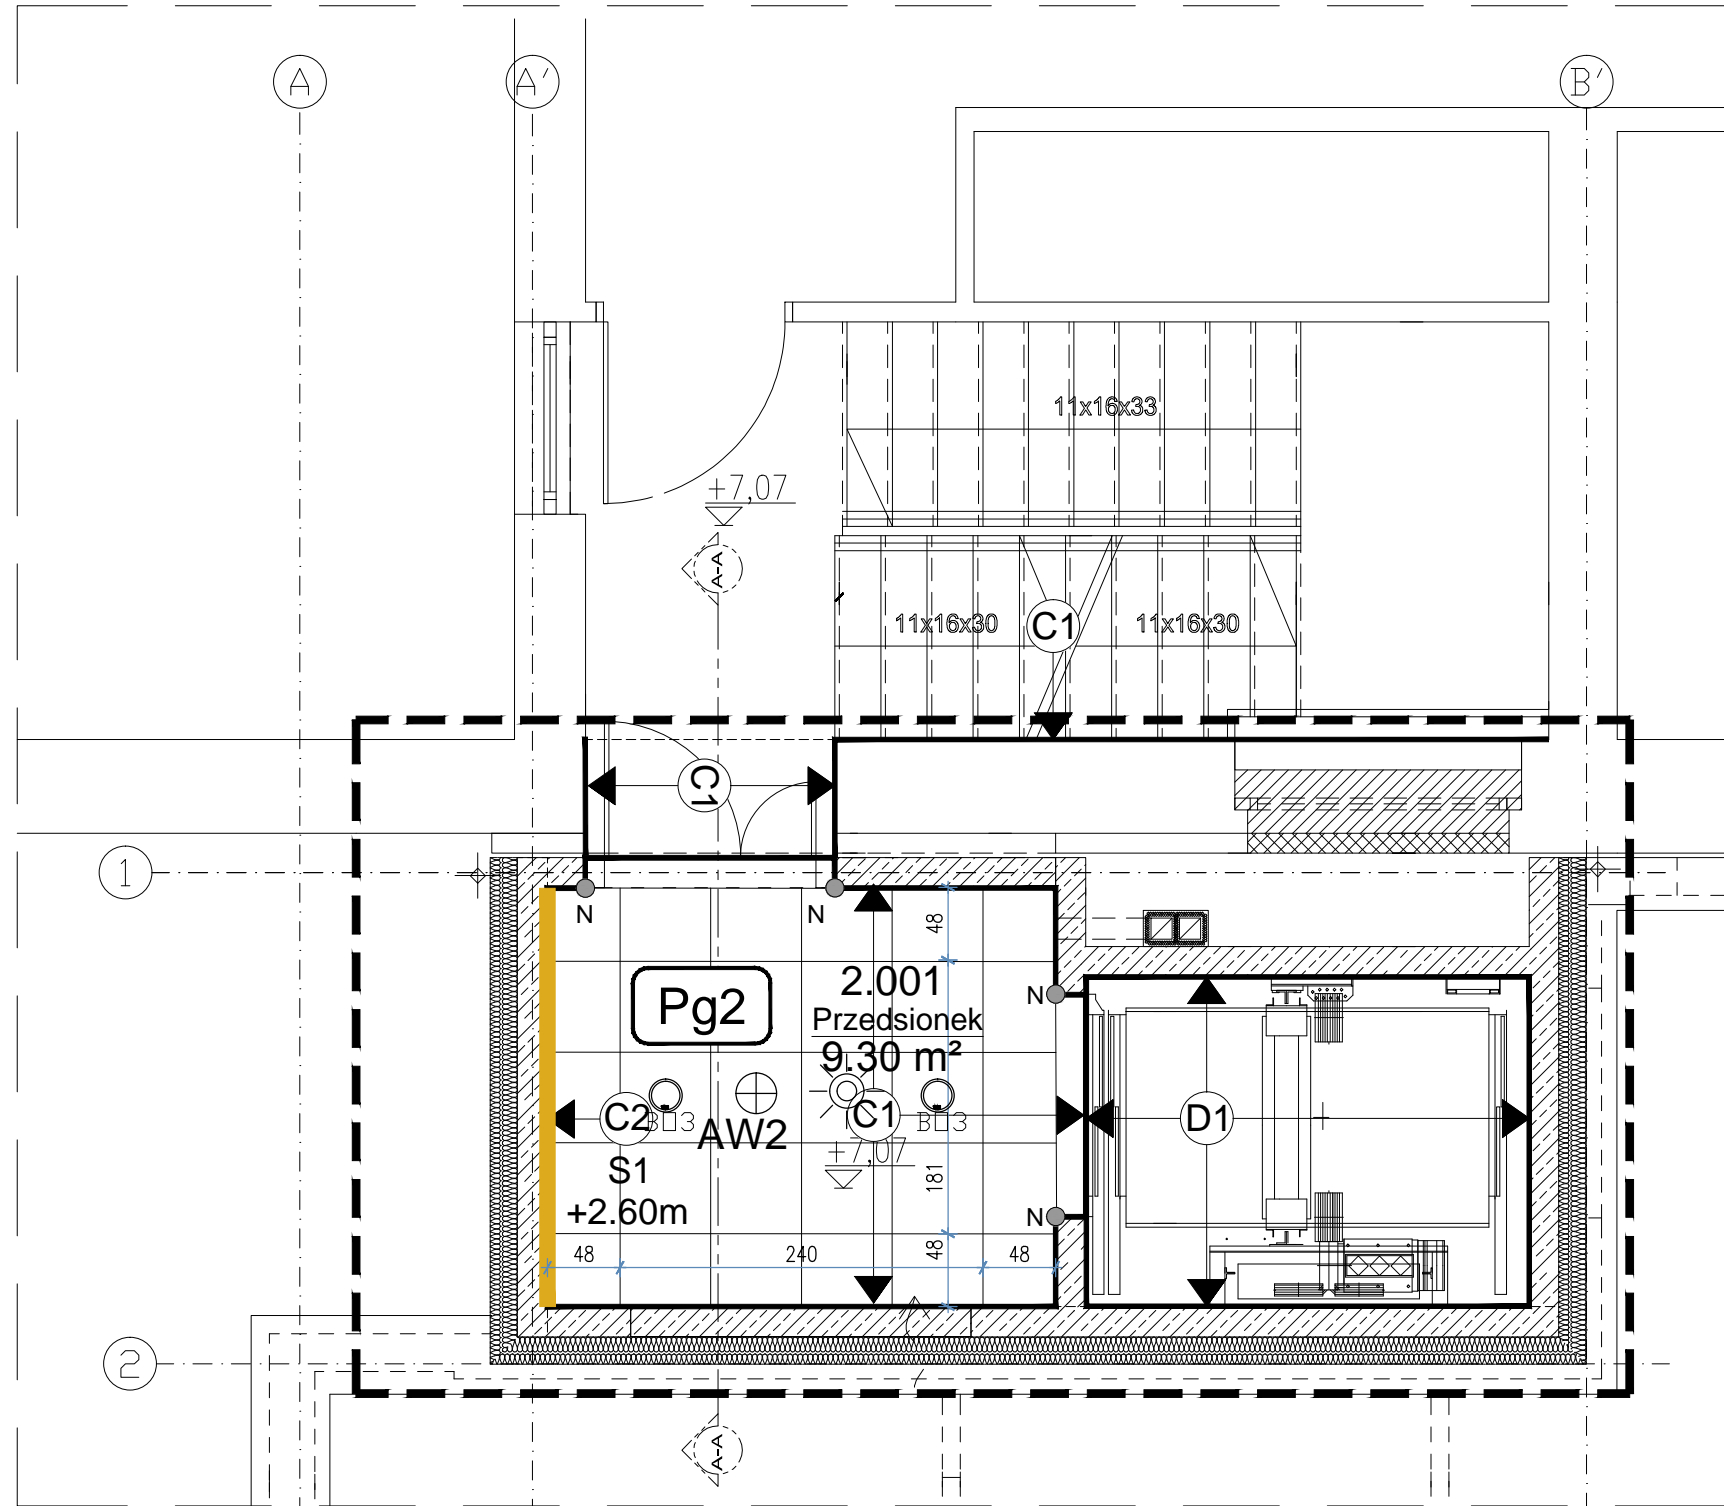 A
A'
B'
11x16x33
+7,07
A-A
11x16x30
C1
11x16x30
C1
1
N
N
48
2.001
Pg2
Przedsionek
N
9.30 m²
C2
C1
D1
AW2
+7,07
S1
181
+2.60m
N
48
240
48
48
2
A-A